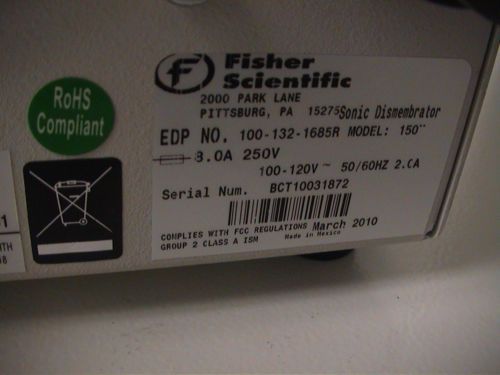 Fisher
Scientific
2000 PARK LANE
PITTSBURG, PA 15275 Sonic Dismembrator
EDP NO. 100-132-1685R MODEL: 150
8.0A 250V
100-120V~ 50/60HZ 2.0A
Serial Num. BCT10031872
COMPLIES WITH FCC REGULATIONS March 2010
GROUP 2 CLASS A ISM Made in Mexico
RoHS
Compliant